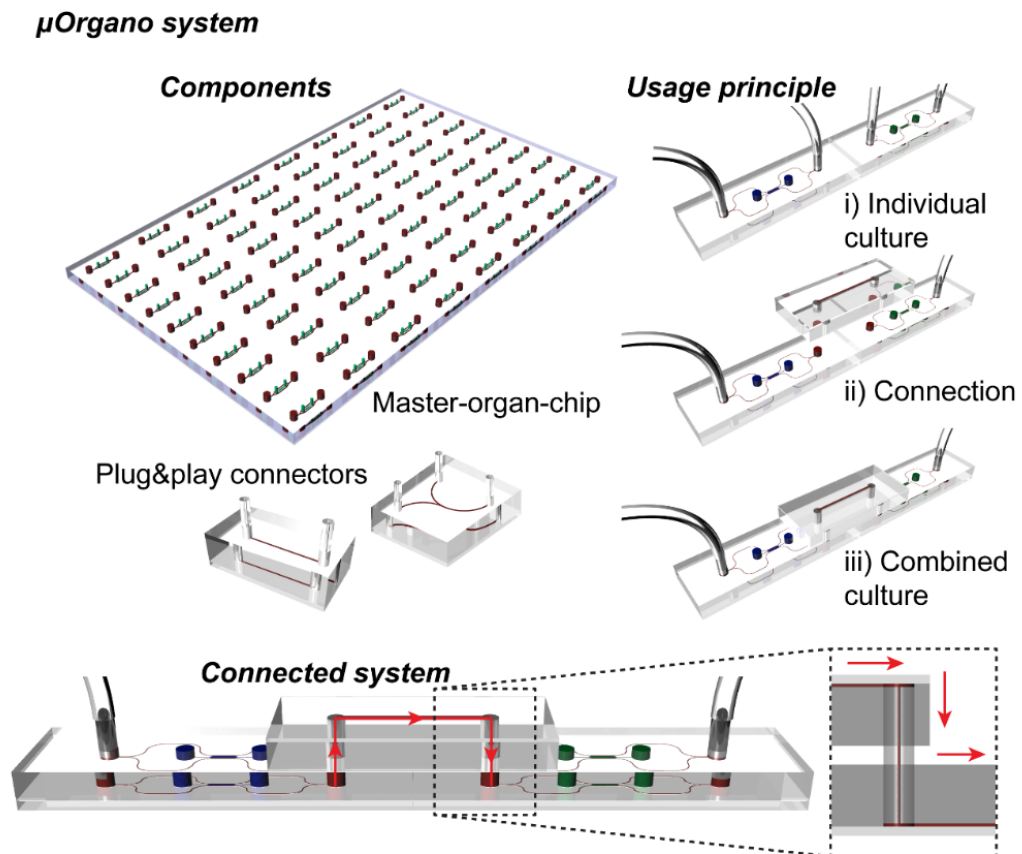 µOrgano system
Components
Usage principle
i) Individual
culture
ii) Connection
Master-organ-chip
Plug&play connectors
iii) Combined
culture
Connected system